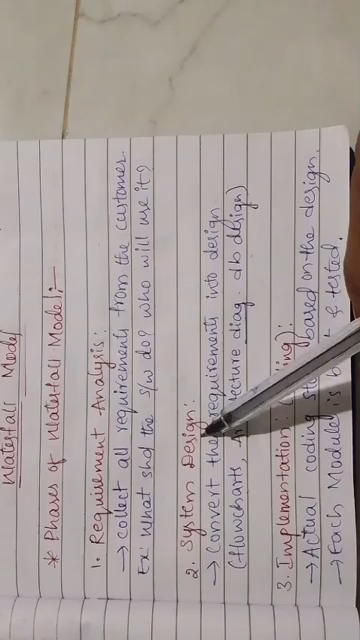 Waterfall Model
* Phases of Waterfall Model:-
1. Requirement Analysis:
→ collect all requirements from the customer.
Ex: What shd the s/w do? who will use it?
2. System Design:
→ Convert the requirements into design
(flowcharts, diag. db design)
3. Implementation:
→ Actual coding based on the design.
→ Each Module is & tested.